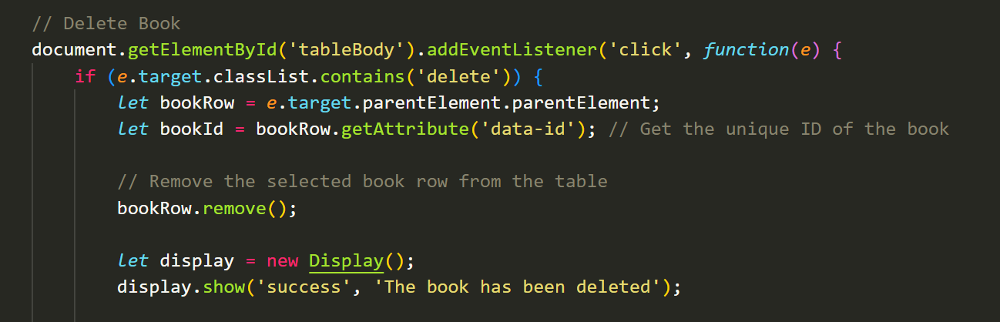 // Delete Book
document.getElementById('tableBody').addEventListener('click', function(e) {
if (e.target.classList.contains('delete')) {
let bookRow = e.target.parentElement.parentElement;
let bookId = bookRow.getAttribute('data-id'); // Get the unique ID of the book
// Remove the selected book row from the table
bookRow.remove();
let display = new Display();
display.show('success', 'The book has been deleted');